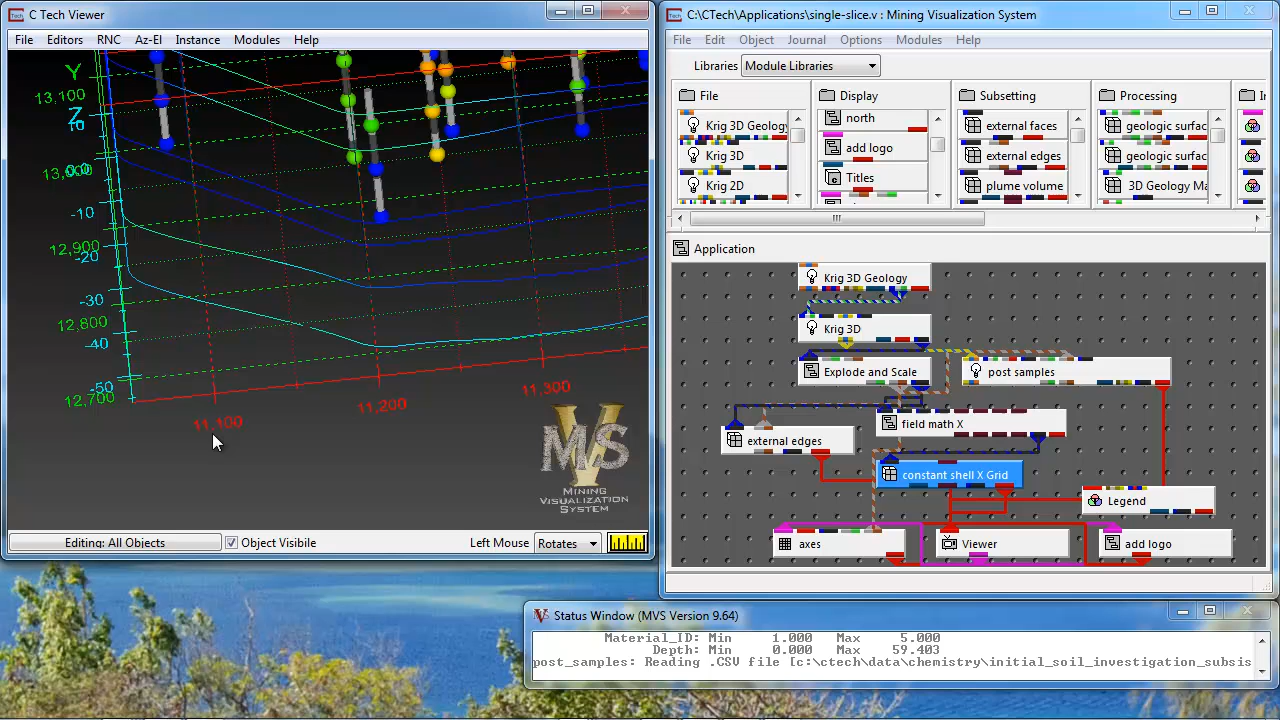 C Tech Viewer
File Editors RNC Az-El Instance Modules Help
Y
13,100
Z
10
-10
12,900
-20
-30
12,800
-40
-50
12,700
11,100
11,200
11,300
MVS
MINING
VISUALIZATION
SYSTEM
Editing: All Objects
Object Visibile
Left Mouse Rotates
C:\CTech\Applications\single-slice.v : Mining Visualization System
File Edit Object Journal Options Modules Help
Libraries Module Libraries
File
Krig 3D Geology
Krig 3D
Krig 2D
Display
north
add logo
Titles
Subsetting
external faces
external edges
plume volume
Processing
geologic surfac
geologic surfac
3D Geology Ma
Application
Krig 3D Geology
Krig 3D
Explode and Scale
post samples
field math X
external edges
constant shell X Grid
Legend
axes
Viewer
add logo
Status Window (MVS Version 9.64)
Material_ID: Min 1.000 Max 5.000
Depth: Min 0.000 Max 59.403
post_samples: Reading .CSV file [c:\ctech\data\chemistry\initial_soil_investigation_subsis